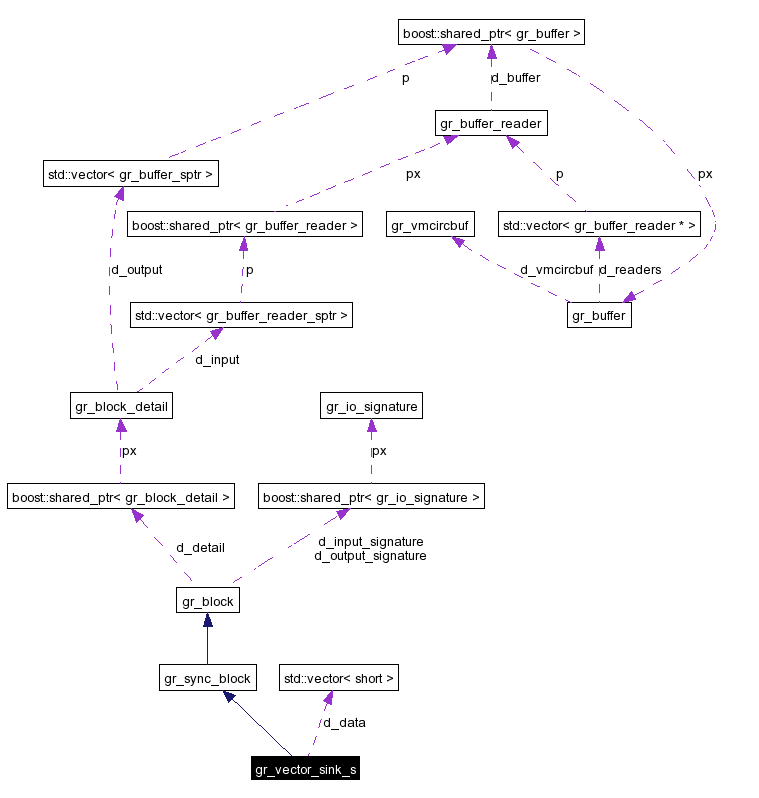 boost::shared_ptr< gr_buffer >
p
d_buffer
gr_buffer_reader
std::vector< gr_buffer_sptr >
px
p
px
boost::shared_ptr< gr_buffer_reader >
gr_vmcircbuf
std::vector< gr_buffer_reader * >
d_output
p
d_vmcircbuf
d_readers
std::vector< gr_buffer_reader_sptr >
gr_buffer
d_input
gr_block_detail
gr_io_signature
px
px
boost::shared_ptr< gr_block_detail >
boost::shared_ptr< gr_io_signature >
d_detail
d_input_signature
d_output_signature
gr_block
gr_sync_block
std::vector< short >
d_data
gr_vector_sink_s